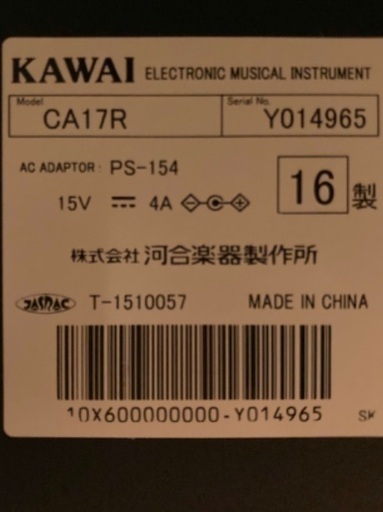 KAWAI ELECTRONIC MUSICAL INSTRUMENT
Model CA17R Serial No. Y014965
AC ADAPTOR : PS-154
15V 4A
16 製
株式会社 河合楽器製作所
JASRAC T-1510057 MADE IN CHINA
10X600000000-Y014965 SK